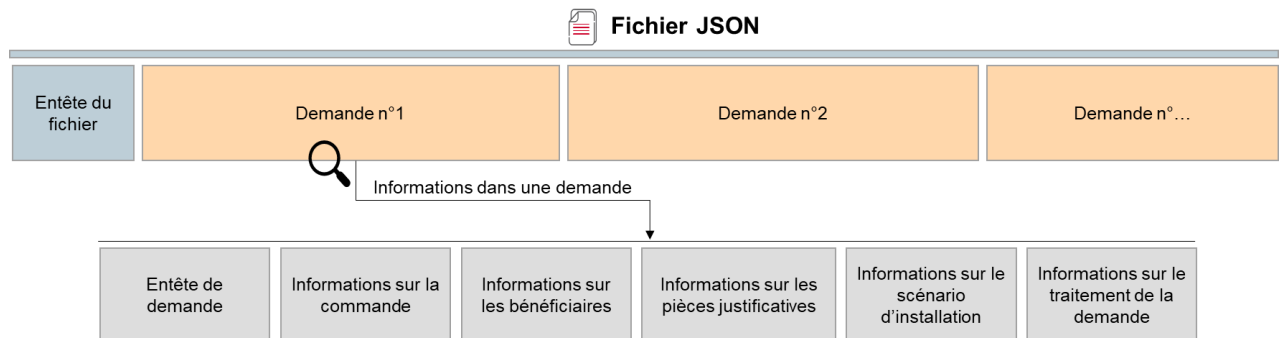 Fichier JSON
Entête du
fichier
Demande n°1
Demande n°2
Demande n°...
Informations dans une demande
Entête de
demande
Informations sur la
commande
Informations sur
les bénéficiaires
Informations sur les
pièces justificatives
Informations sur le
scénario
d'installation
Informations sur le
traitement de la
demande